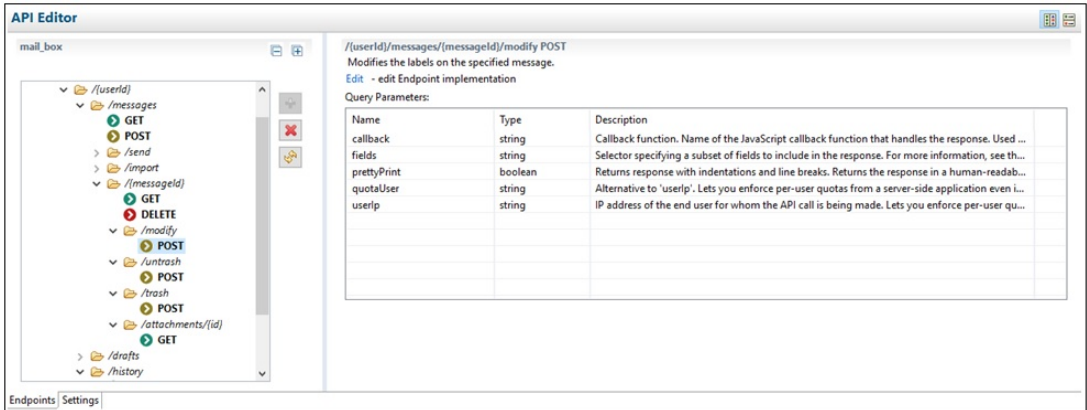 API Editor
mail_box
/{userId}
/messages
GET
POST
/send
/import
/{messageId}
GET
DELETE
/modify
POST
/untrash
POST
/trash
POST
/attachments/{id}
GET
/drafts
/history
/{userId}/messages/{messageId}/modify POST
Modifies the labels on the specified message.
Edit - edit Endpoint implementation
Query Parameters:
Name Type Description
callback string Callback function. Name of the JavaScript callback function that handles the response. Used ...
fields string Selector specifying a subset of fields to include in the response. For more information, see th...
prettyPrint boolean Returns response with indentations and line breaks. Returns the response in a human-readab...
quotaUser string Alternative to 'userIp'. Lets you enforce per-user quotas from a server-side application even i...
userIp string IP address of the end user for whom the API call is being made. Lets you enforce per-user qu...
Endpoints Settings